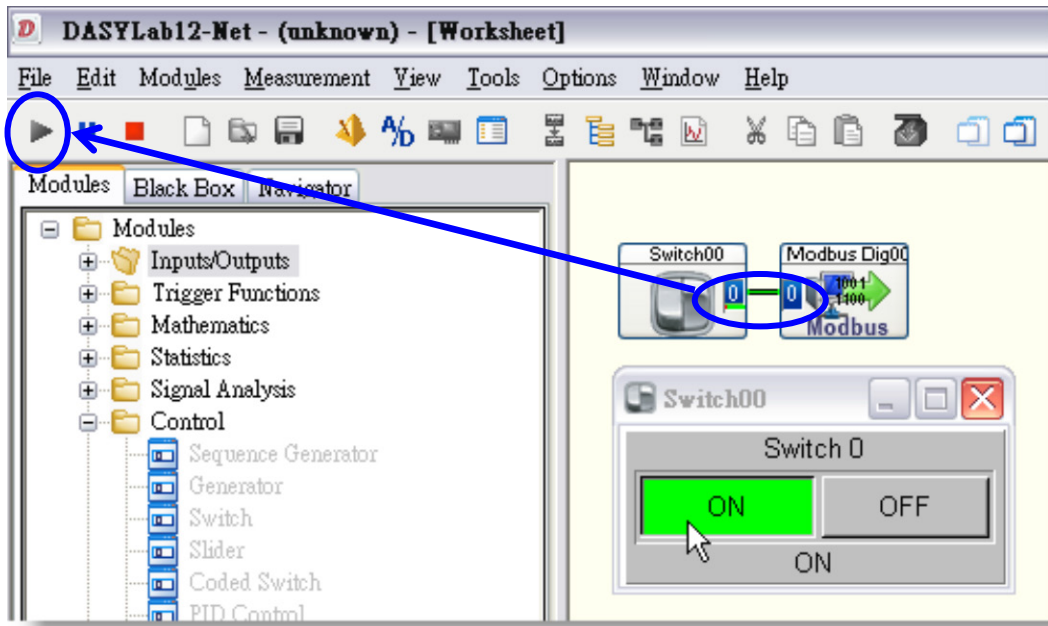 DASYLab12-Net - (unknown) - [Worksheet]
File Edit Modules Measurement View Tools Options Window Help
A/D
Modules Black Box Navigator
Modules
Inputs/Outputs
Trigger Functions
Mathematics
Statistics
Signal Analysis
Control
Sequence Generator
Generator
Switch
Slider
Coded Switch
PID Control
Switch00
0
Modbus Dig00
0
1001
1100
Modbus
Switch00
Switch 0
ON OFF
ON